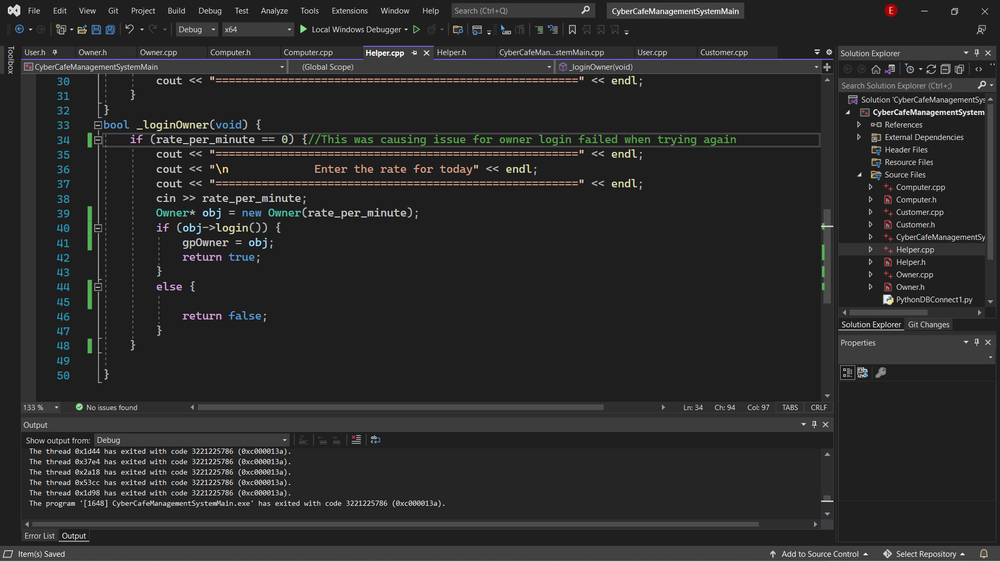 File Edit View Git Project Build Debug Test Analyze Tools Extensions Window Help Search (Ctrl+Q) CyberCafeManagementSystemMain E
Debug x64 Local Windows Debugger
Toolbox
User.h Owner.h Owner.cpp Computer.h Computer.cpp Helper.cpp Helper.h CyberCafeMan...stemMain.cpp User.cpp Customer.cpp
CyberCafeManagementSystemMain (Global Scope) _loginOwner(void)
30 cout << "=======================================================" << endl;
31 }
32 }
33 bool _loginOwner(void) {
34 if (rate_per_minute == 0) {//This was causing issue for owner login failed when trying again
35 cout << "=======================================================" << endl;
36 cout << "\n             Enter the rate for today" << endl;
37 cout << "=======================================================" << endl;
38 cin >> rate_per_minute;
39 Owner* obj = new Owner(rate_per_minute);
40 if (obj->login()) {
41 gpOwner = obj;
42 return true;
43 }
44 else {
45
46 return false;
47 }
48 }
49
50 }
133 % No issues found Ln: 34 Ch: 94 Col: 97 TABS CRLF
Output
Show output from: Debug
The thread 0x1d44 has exited with code 3221225786 (0xc000013a).
The thread 0x37e4 has exited with code 3221225786 (0xc000013a).
The thread 0x2a18 has exited with code 3221225786 (0xc000013a).
The thread 0x53cc has exited with code 3221225786 (0xc000013a).
The thread 0x1d98 has exited with code 3221225786 (0xc000013a).
The program '[1648] CyberCafeManagementSystemMain.exe' has exited with code 3221225786 (0xc000013a).
Error List Output
Solution Explorer
Search Solution Explorer (Ctrl+;)
Solution 'CyberCafeManagementSys
CyberCafeManagementSystem
References
External Dependencies
Header Files
Resource Files
Source Files
Computer.cpp
Computer.h
Customer.cpp
Customer.h
CyberCafeManagementSy
Helper.cpp
Helper.h
Owner.cpp
Owner.h
PythonDBConnect1.py
Solution Explorer Git Changes
Properties
Item(s) Saved Add to Source Control Select Repository